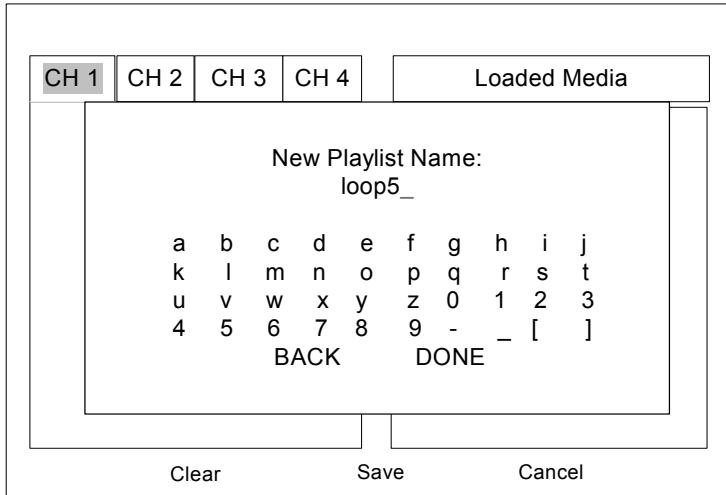 CH 1 CH 2 CH 3 CH 4 Loaded Media
New Playlist Name:
loop5_
a b c d e f g h i j
k l m n o p q r s t
u v w x y z 0 1 2 3
4 5 6 7 8 9 - _ [ ]
BACK DONE
Clear Save Cancel